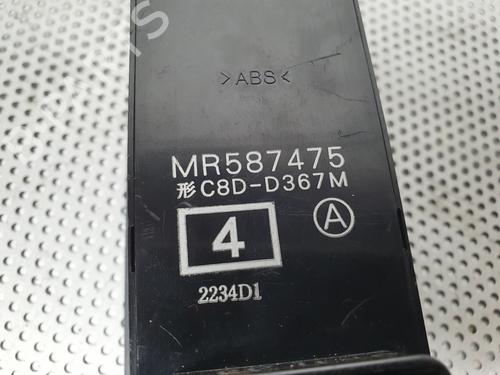 >ABS<
MR587475
形 C8D-D367M
4 A
2234D1